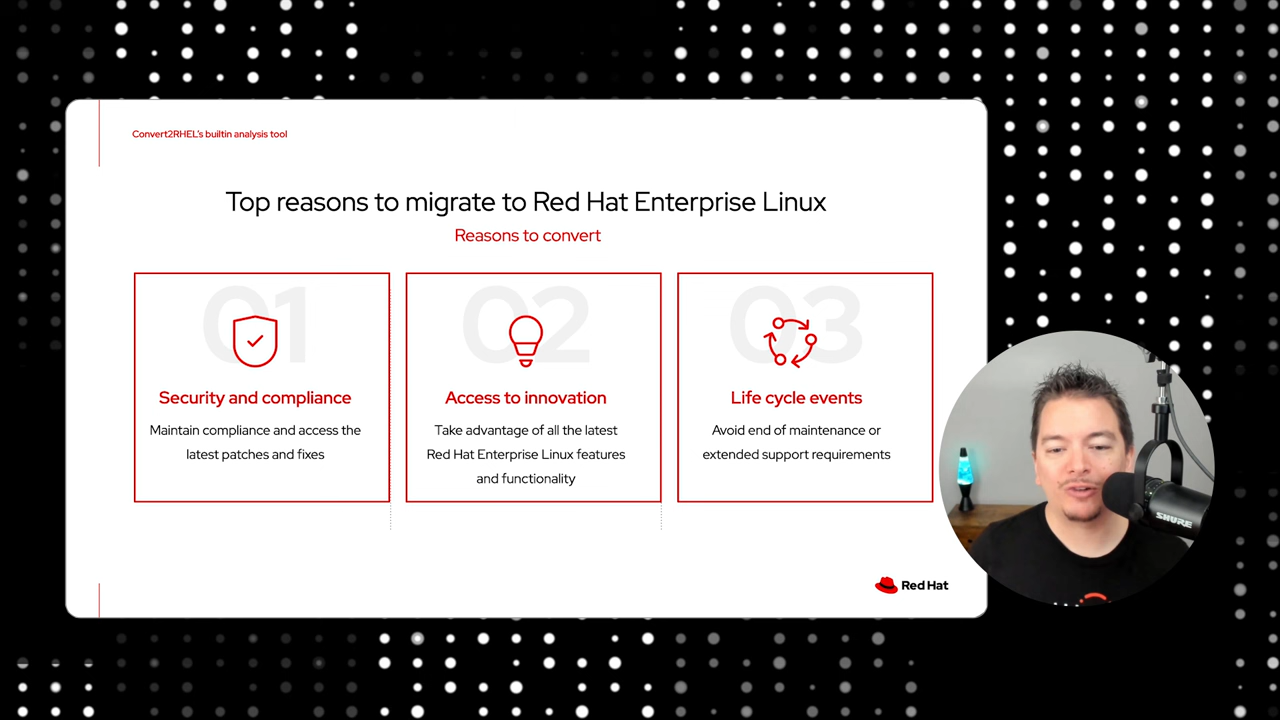 Convert2RHEL's builtin analysis tool
Top reasons to migrate to Red Hat Enterprise Linux
Reasons to convert
01
Security and compliance
Maintain compliance and access the
latest patches and fixes
02
Access to innovation
Take advantage of all the latest
Red Hat Enterprise Linux features
and functionality
03
Life cycle events
Avoid end of maintenance or
extended support requirements
Red Hat
SHURE